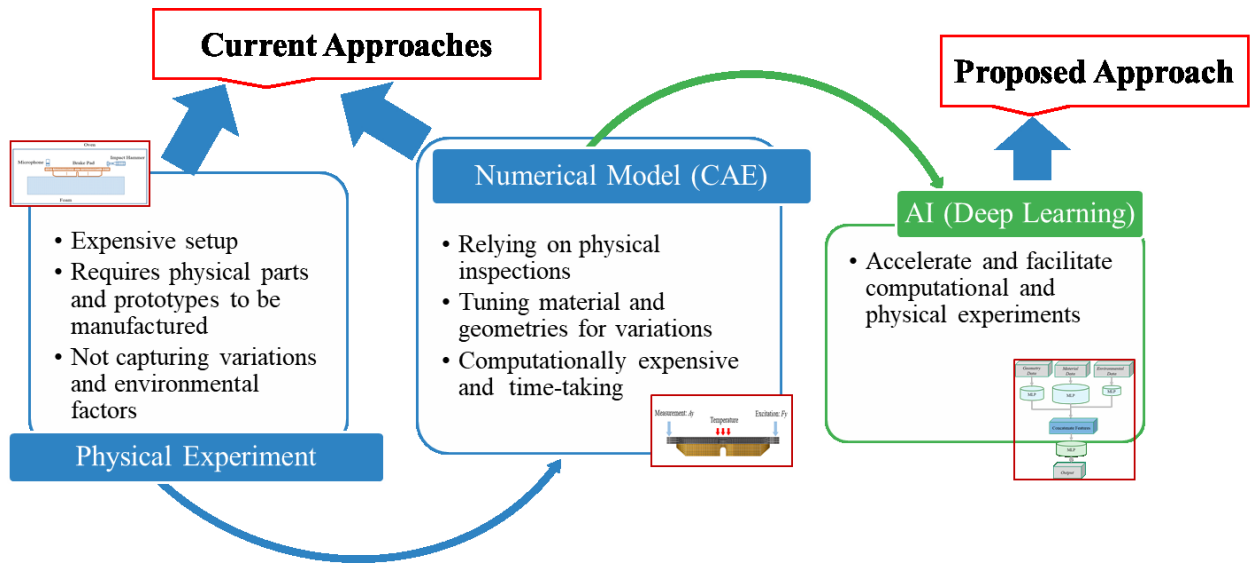 Current Approaches
Proposed Approach
Oven
Microphone
Brake Pad
Impact Hammer
Foam
• Expensive setup
• Requires physical parts
and prototypes to be
manufactured
• Not capturing variations
and environmental
factors
Physical Experiment
Numerical Model (CAE)
• Relying on physical
inspections
• Tuning material and
geometries for variations
• Computationally expensive
and time-taking
Measurement: Ay
Temperature
Excitation: Fy
AI (Deep Learning)
• Accelerate and facilitate
computational and
physical experiments
Geometry
Data
Material
Data
Environmental
Data
MLP
MLP
MLP
Concatenate Features
MLP
Output